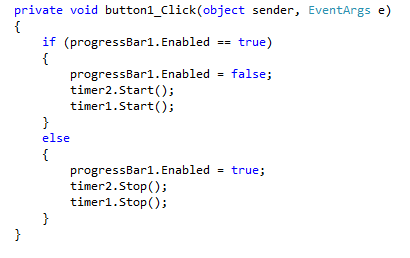 private void button1_Click(object sender, EventArgs e)
{
    if (progressBar1.Enabled == true)
    {
        progressBar1.Enabled = false;
        timer2.Start();
        timer1.Start();
    }
    else
    {
        progressBar1.Enabled = true;
        timer2.Stop();
        timer1.Stop();
    }
}